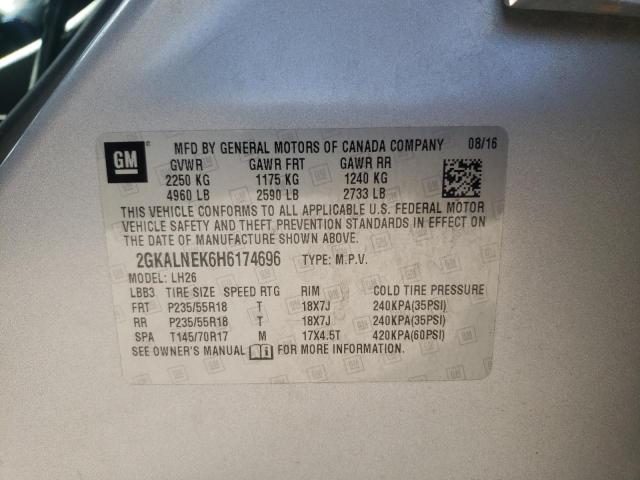 GM
MFD BY GENERAL MOTORS OF CANADA COMPANY 08/16
GVWR GAWR FRT GAWR RR
2250 KG 1175 KG 1240 KG
4960 LB 2590 LB 2733 LB
THIS VEHICLE CONFORMS TO ALL APPLICABLE U.S. FEDERAL MOTOR
VEHICLE SAFETY AND THEFT PREVENTION STANDARDS IN EFFECT ON
THE DATE OF MANUFACTURE SHOWN ABOVE.
2GKALNEK6H6174696 TYPE: M.P.V.
MODEL: LH26
LBB3 TIRE SIZE SPEED RTG RIM COLD TIRE PRESSURE
FRT P235/55R18 T 18X7J 240KPA(35PSI)
RR P235/55R18 T 18X7J 240KPA(35PSI)
SPA T145/70R17 M 17X4.5T 420KPA(60PSI)
SEE OWNER'S MANUAL FOR MORE INFORMATION.